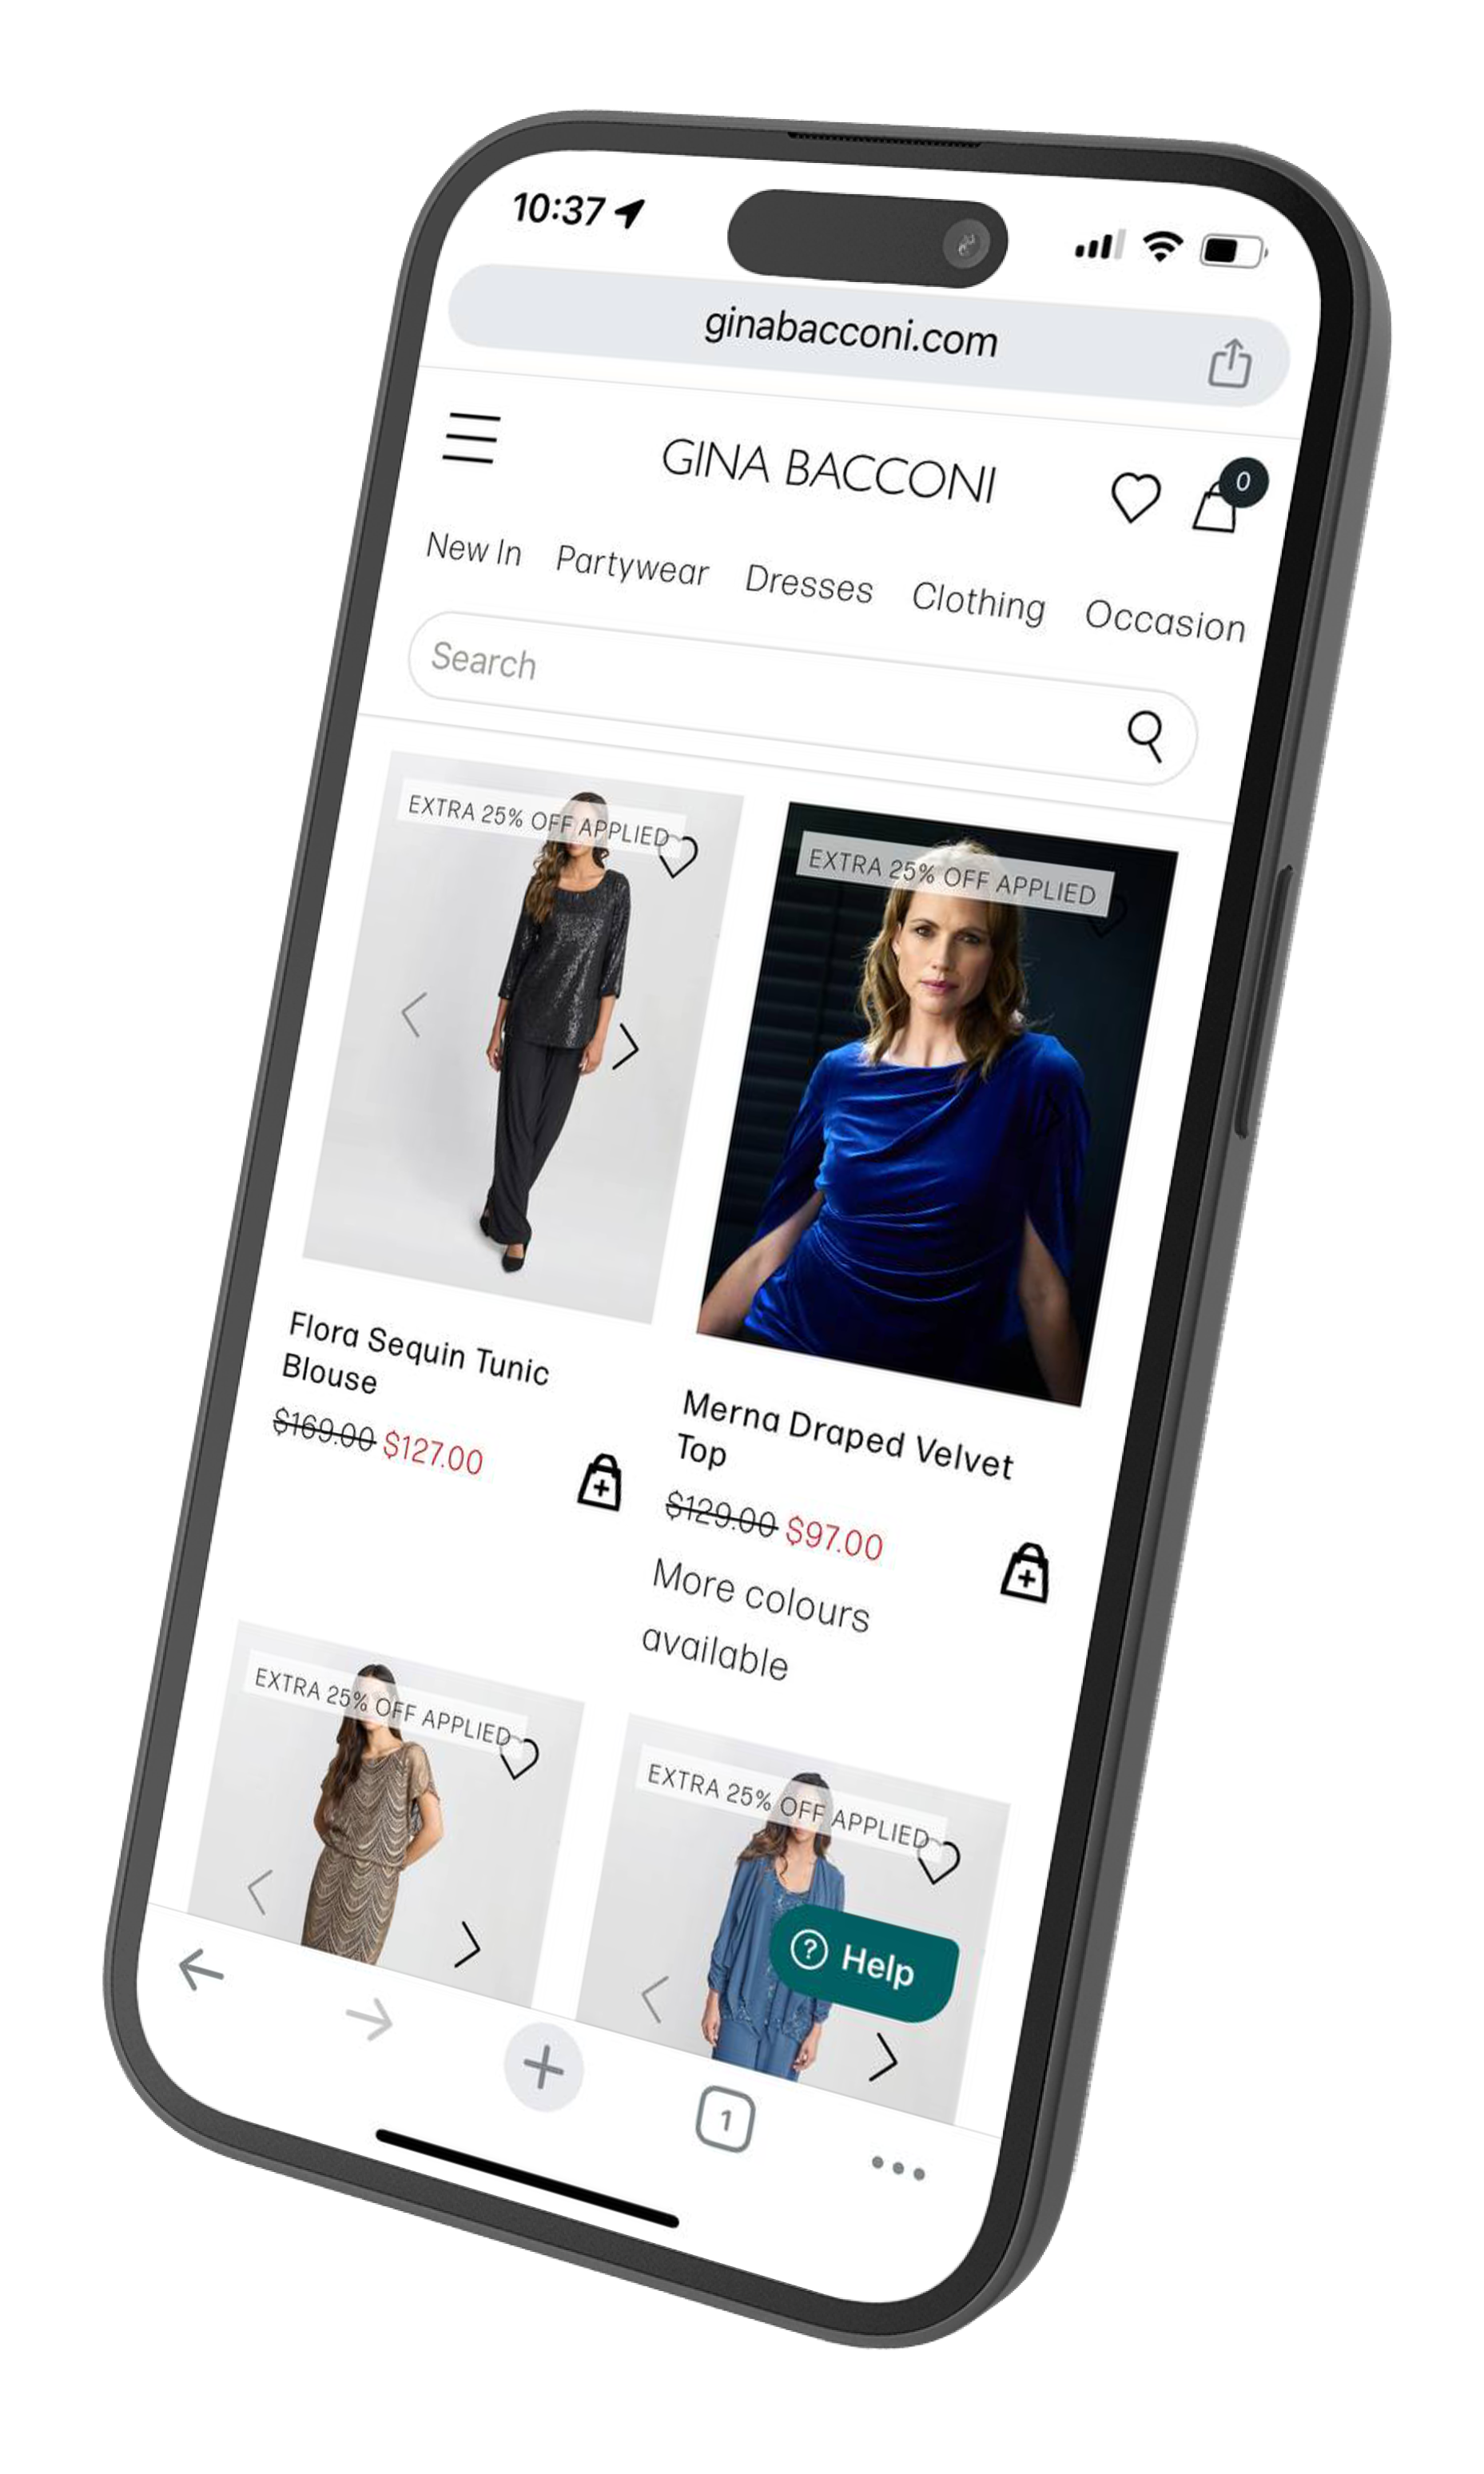 10:37
ginabacconi.com
GINA BACCONI
0
New In Partywear Dresses Clothing Occasion
Search
EXTRA 25% OFF APPLIED
EXTRA 25% OFF APPLIED
Flora Sequin Tunic
Blouse
$169.00 $127.00
Merna Draped Velvet
Top
$129.00 $97.00
More colours
available
EXTRA 25% OFF APPLIED
EXTRA 25% OFF APPLIED
? Help
1